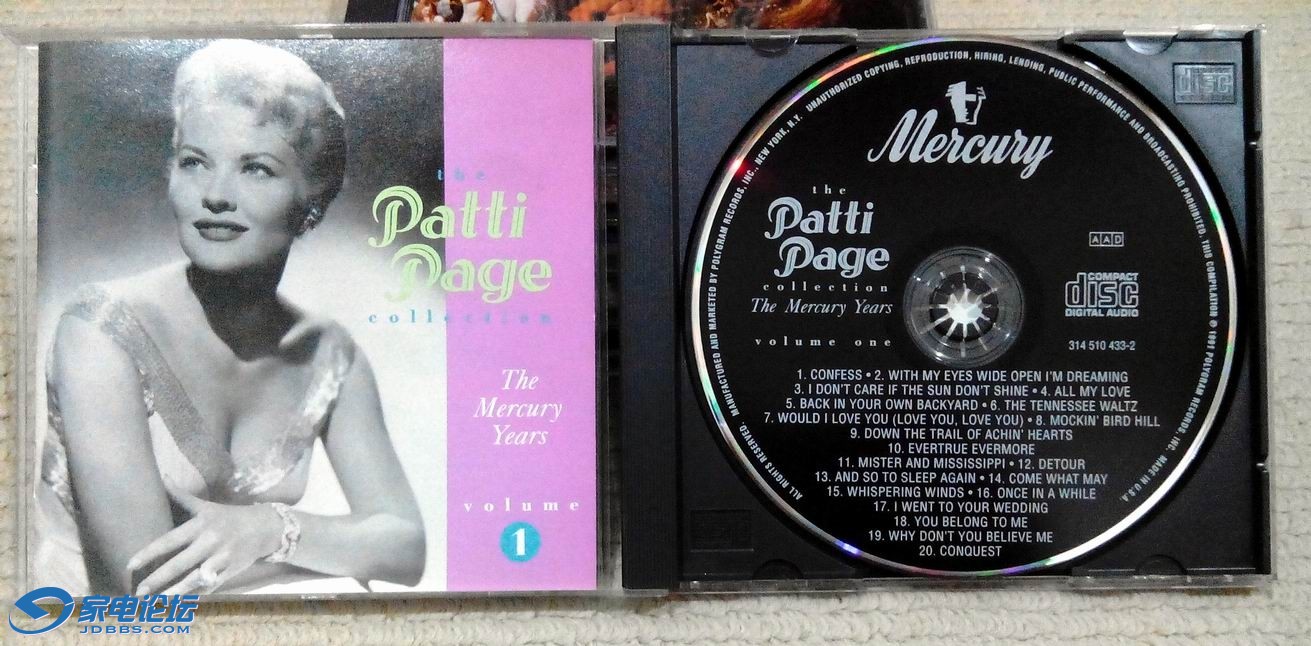 the
Patti
Page
collection
The
Mercury
Years
volume
1
家电论坛
JDBBS.COM
disc
Mercury
the
Patti
Page
collection
The Mercury Years
volume one
AAD
COMPACT
disc
DIGITAL AUDIO
314 510 433-2
1. CONFESS • 2. WITH MY EYES WIDE OPEN I'M DREAMING
3. I DON'T CARE IF THE SUN DON'T SHINE • 4. ALL MY LOVE
5. BACK IN YOUR OWN BACKYARD • 6. THE TENNESSEE WALTZ
7. WOULD I LOVE YOU (LOVE YOU, LOVE YOU) • 8. MOCKIN' BIRD HILL
9. DOWN THE TRAIL OF ACHIN' HEARTS
10. EVERTRUE EVERMORE
11. MISTER AND MISSISSIPPI • 12. DETOUR
13. AND SO TO SLEEP AGAIN • 14. COME WHAT MAY
15. WHISPERING WINDS • 16. ONCE IN A WHILE
17. I WENT TO YOUR WEDDING
18. YOU BELONG TO ME
19. WHY DON'T YOU BELIEVE ME
20. CONQUEST
ALL RIGHTS RESERVED. MANUFACTURED AND MARKETED BY POLYGRAM RECORDS, INC., NEW YORK, N.Y. UNAUTHORIZED COPYING, REPRODUCTION, HIRING, LENDING, PUBLIC PERFORMANCE AND BROADCASTING PROHIBITED. THIS COMPILATION ℗ 1991 POLYGRAM RECORDS, INC. MADE IN U.S.A.